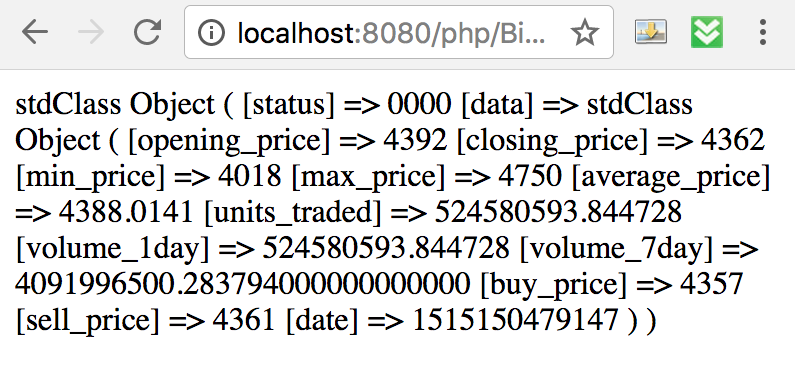 localhost:8080/php/Bi...
stdClass Object ( [status] => 0000 [data] => stdClass
Object ( [opening_price] => 4392 [closing_price] => 4362
[min_price] => 4018 [max_price] => 4750 [average_price]
=> 4388.0141 [units_traded] => 524580593.844728
[volume_1day] => 524580593.844728 [volume_7day] =>
4091996500.283794000000000000 [buy_price] => 4357
[sell_price] => 4361 [date] => 1515150479147 ) )